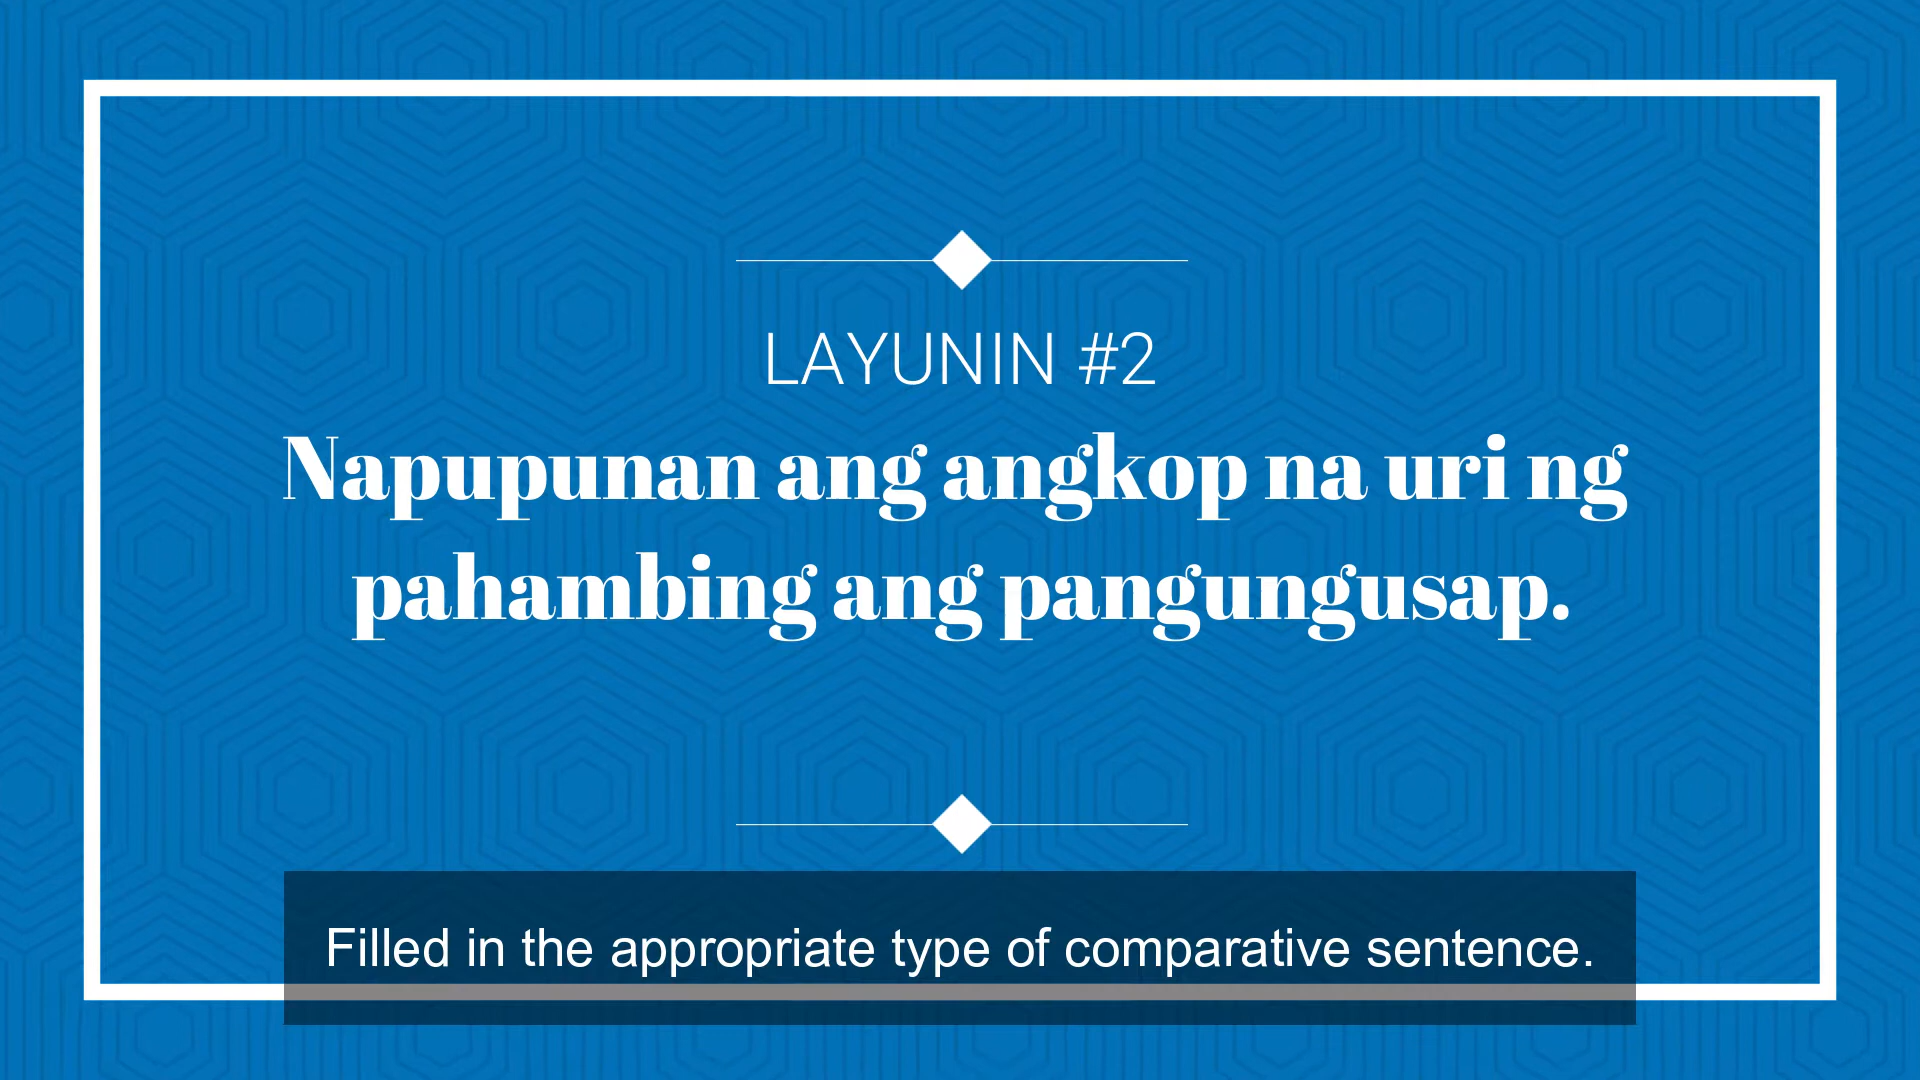 LAYUNIN #2
Napupunan ang angkop na uri ng
pahambing ang pangungusap.
Filled in the appropriate type of comparative sentence.